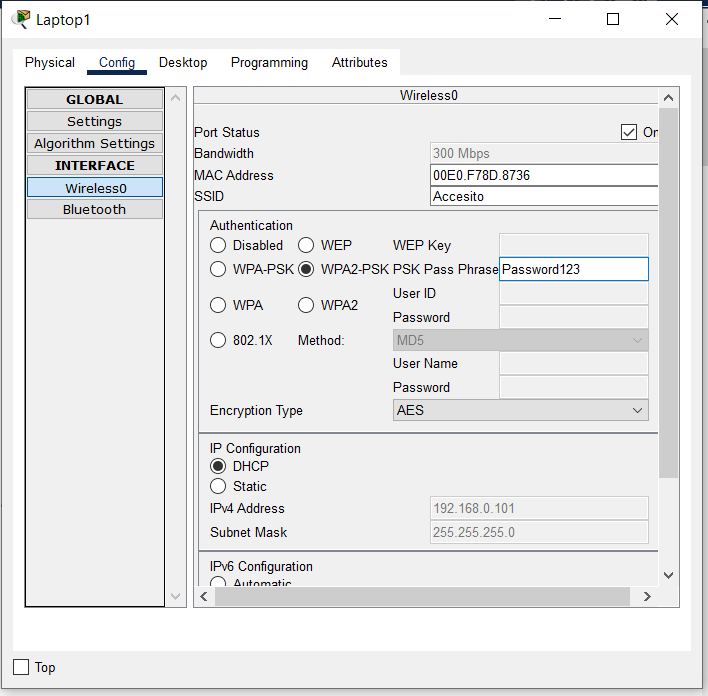 Laptop1
Physical Config Desktop Programming Attributes
GLOBAL
Settings
Algorithm Settings
INTERFACE
Wireless0
Bluetooth
Wireless0
Port Status On
Bandwidth 300 Mbps
MAC Address 00E0.F78D.8736
SSID Accesito
Authentication
Disabled WEP WEP Key
WPA-PSK WPA2-PSK PSK Pass Phrase Password123
User ID
WPA WPA2
Password
802.1X Method: MD5
User Name
Password
Encryption Type AES
IP Configuration
DHCP
Static
IPv4 Address 192.168.0.101
Subnet Mask 255.255.255.0
IPv6 Configuration
Automatic
Top